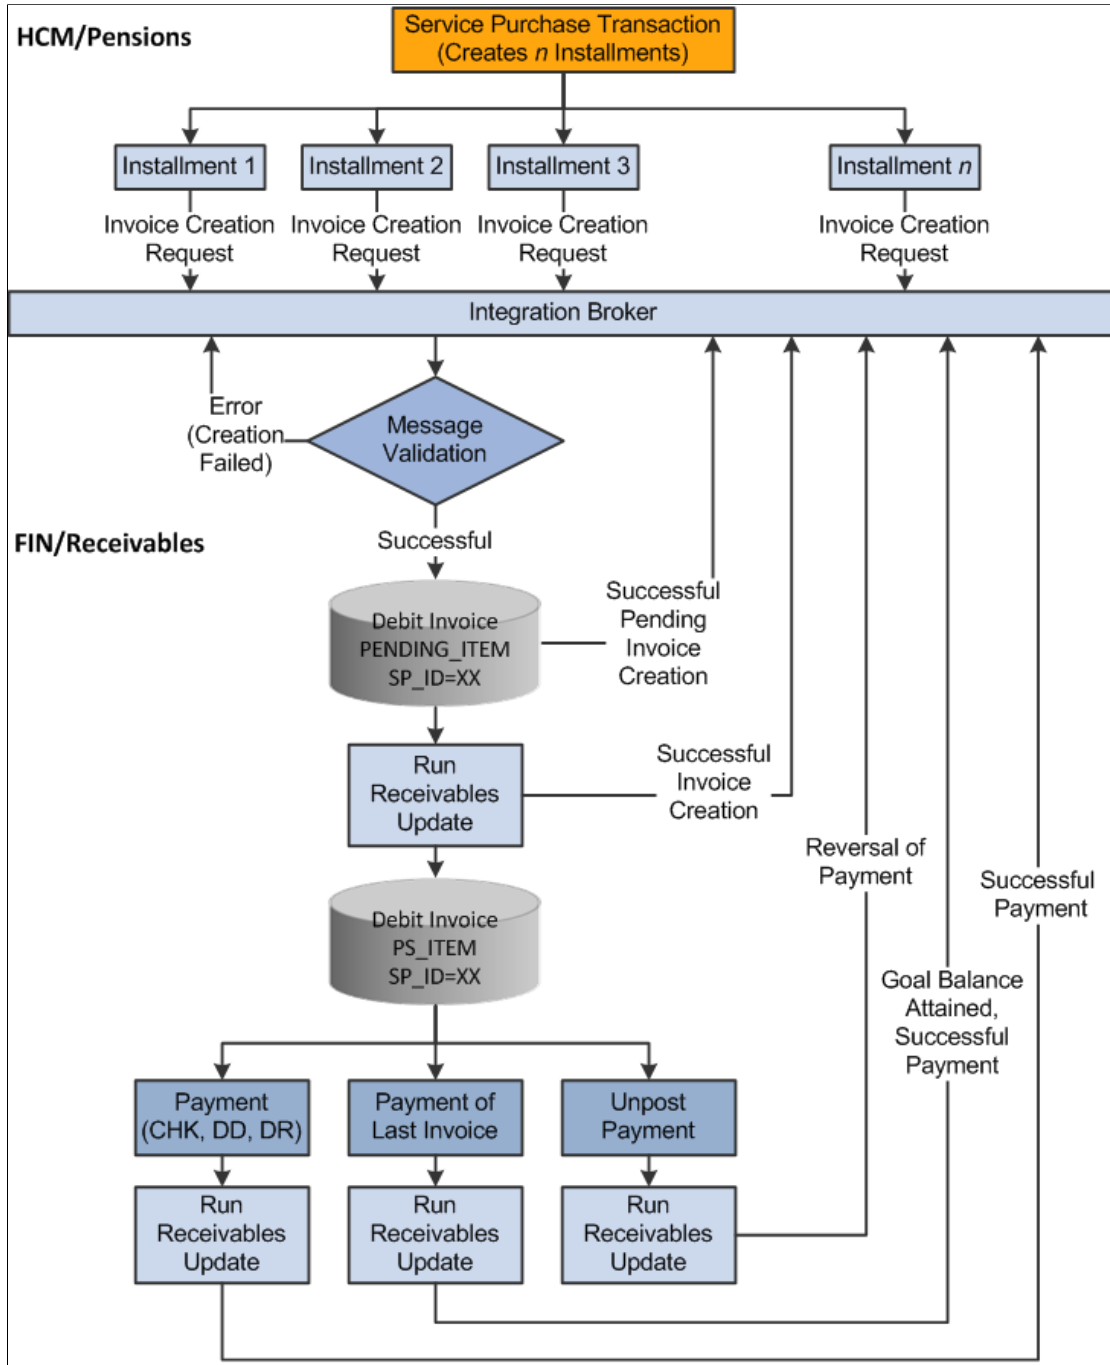 HCM/Pensions
Service Purchase Transaction
(Creates n Installments)
Installment 1
Installment 2
Installment 3
Installment n
Invoice Creation
Request
Invoice Creation
Request
Invoice Creation
Request
Invoice Creation
Request
Integration Broker
Error
(Creation
Failed)
Message
Validation
FIN/Receivables
Successful
Debit Invoice
PENDING_ITEM
SP_ID=XX
Successful
Pending
Invoice
Creation
Run
Receivables
Update
Successful
Invoice
Creation
Reversal of
Payment
Successful
Payment
Debit Invoice
PS_ITEM
SP_ID=XX
Goal Balance
Attained,
Successful
Payment
Payment
(CHK, DD, DR)
Payment of
Last Invoice
Unpost
Payment
Run
Receivables
Update
Run
Receivables
Update
Run
Receivables
Update